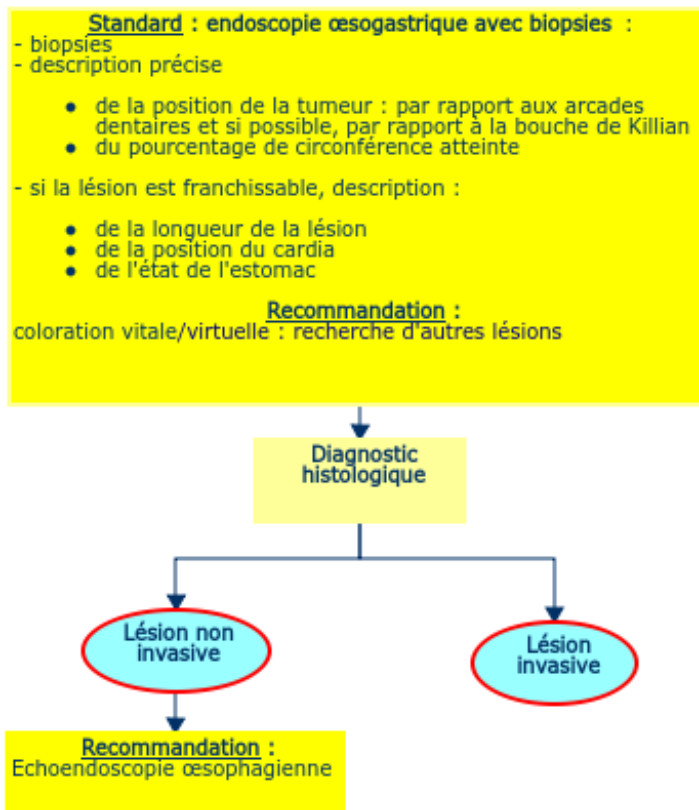 Standard : endoscopie œsogastrique avec biopsies :
- biopsies
- description précise
● de la position de la tumeur : par rapport aux arcades
dentaires et si possible, par rapport à la bouche de Killian
● du pourcentage de circonférence atteinte
- si la lésion est franchissable, description :
● de la longueur de la lésion
● de la position du cardia
● de l'état de l'estomac
Recommandation :
coloration vitale/virtuelle : recherche d'autres lésions
Diagnostic
histologique
Lésion non
invasive
Lésion
invasive
Recommandation :
Echoendoscopie œsophagienne